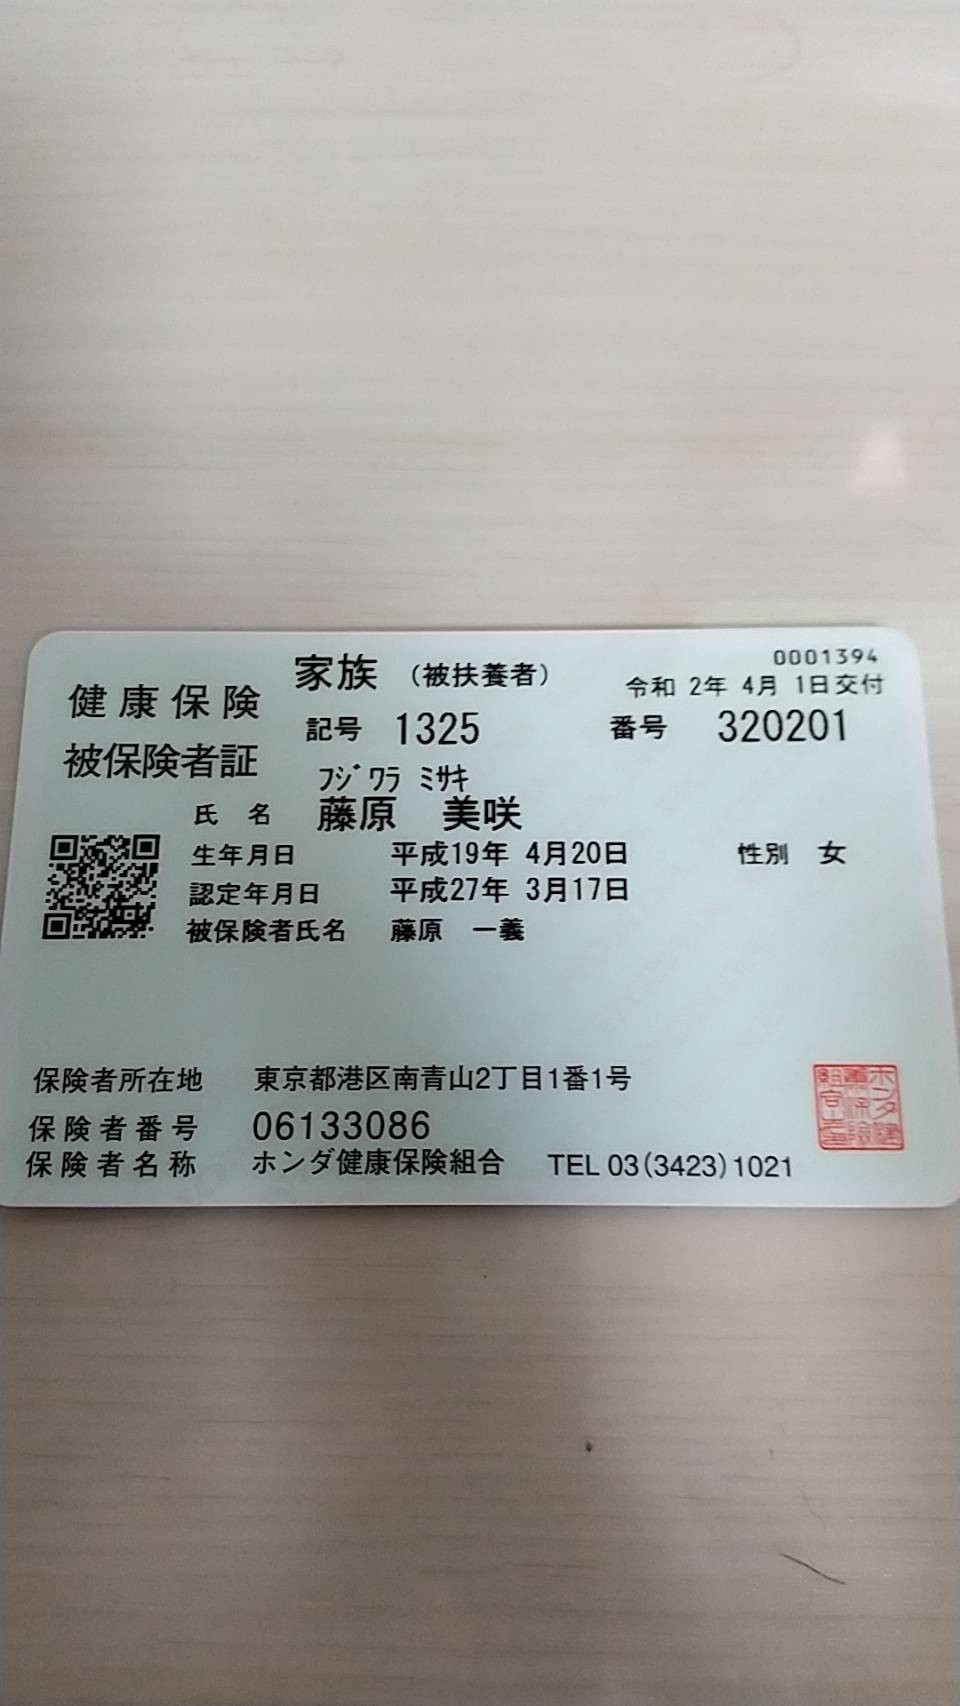 0001394
家族 (被扶養者)
令和 2年 4月 1日交付
健康保険
被保険者証
記号 1325 番号 320201
フジワラ ミサキ
氏名 藤原 美咲
生年月日 平成19年 4月20日 性別 女
認定年月日 平成27年 3月17日
被保険者氏名 藤原 一義
保険者所在地 東京都港区南青山2丁目1番1号
保険者番号 06133086
保険者名称 ホンダ健康保険組合 TEL 03(3423)1021